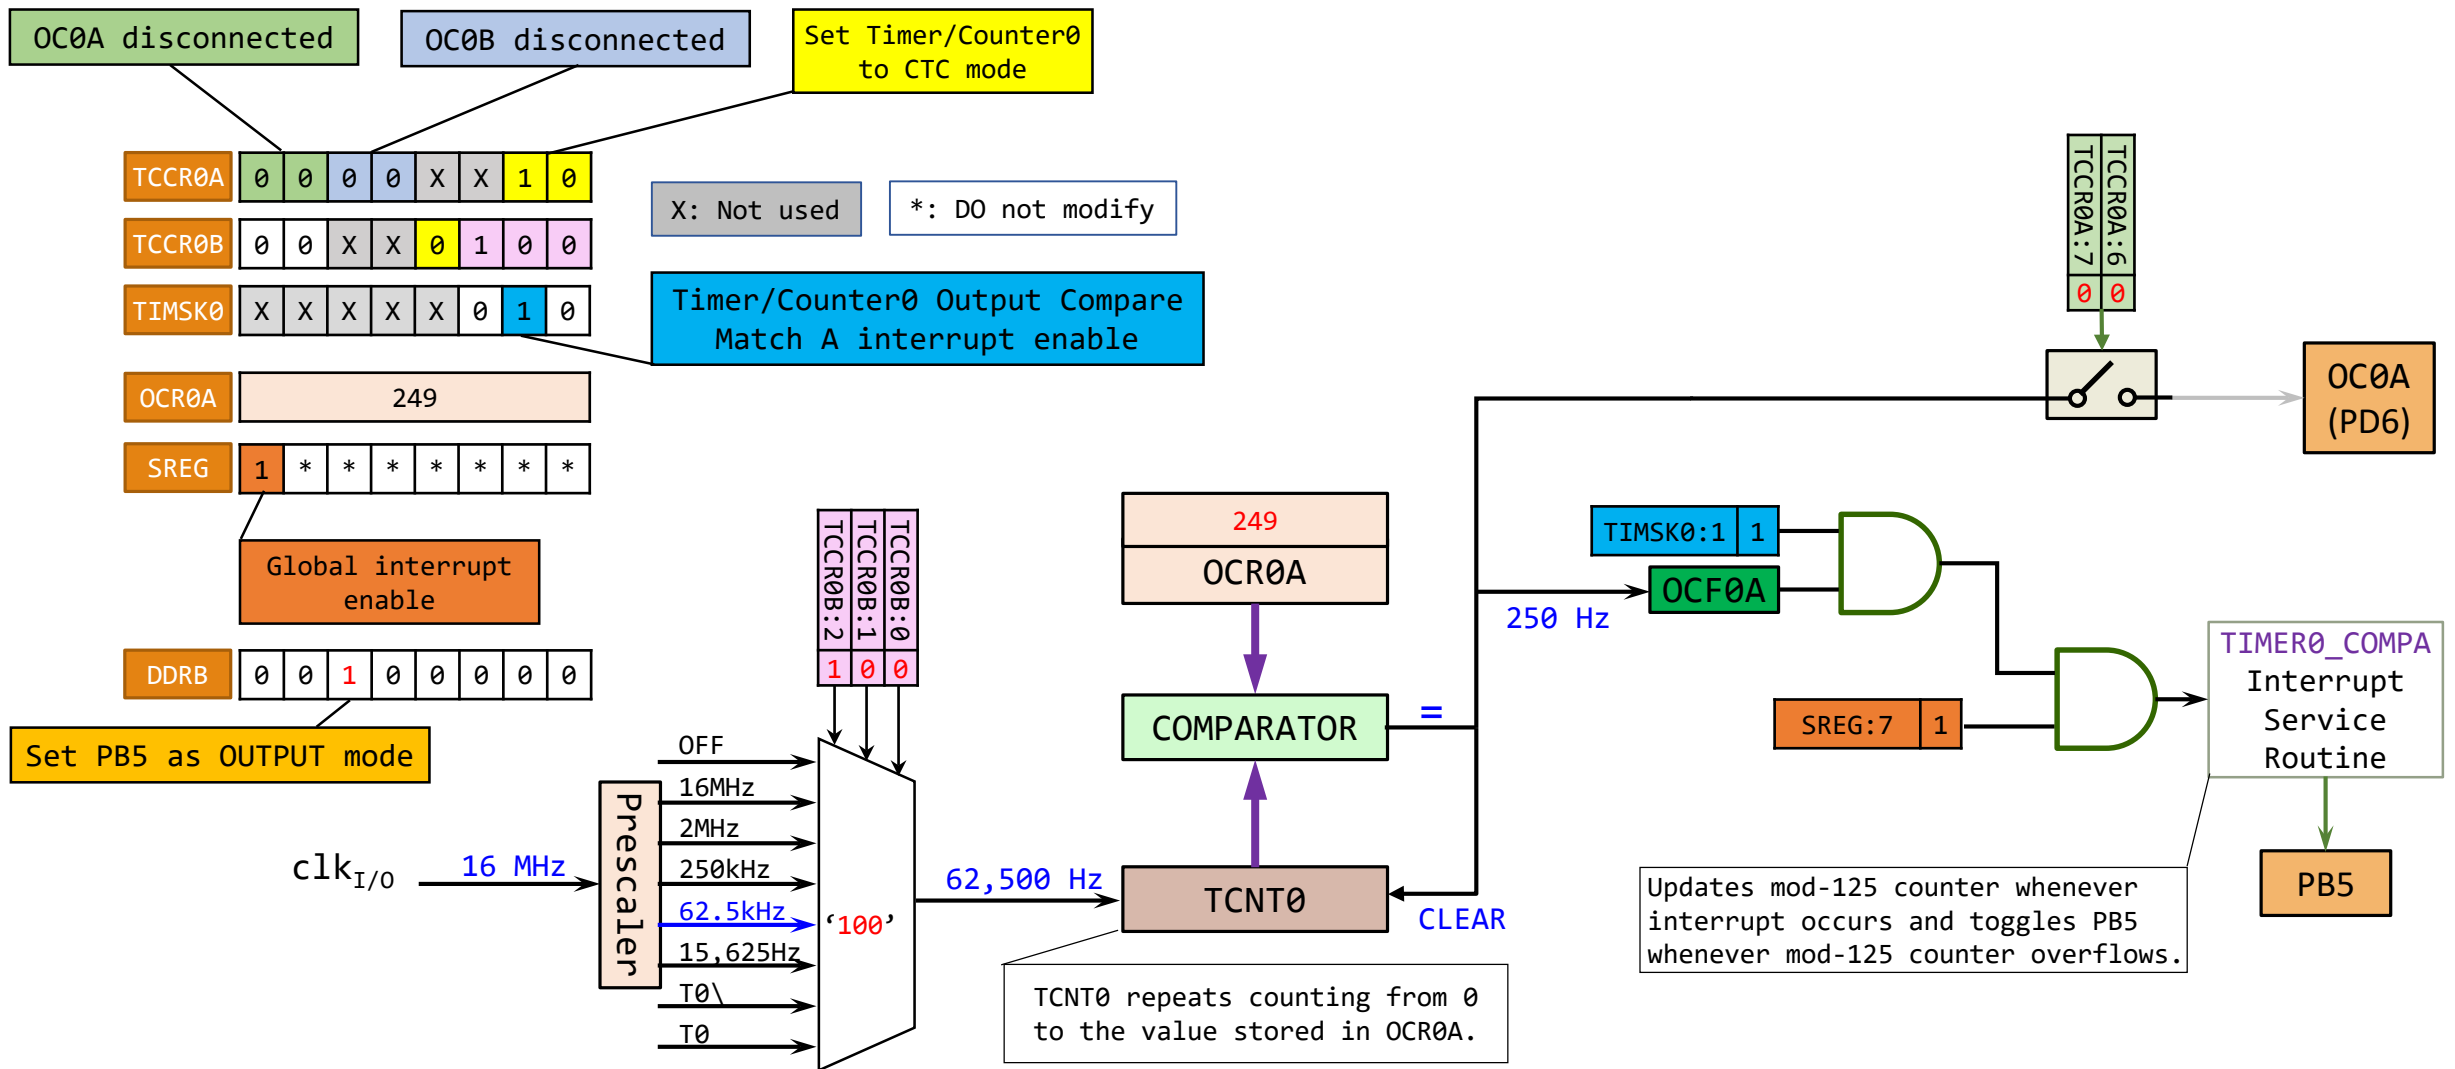 OC0A disconnected
OC0B disconnected
Set Timer/Counter0
to CTC mode
TCCR0A 0 0 0 0 X X 1 0
TCCR0B 0 0 X X 0 1 0 0
TIMSK0 X X X X X 0 1 0
X: Not used
*: DO not modify
Timer/Counter0 Output Compare
Match A interrupt enable
OCR0A 249
SREG 1 * * * * * * *
Global interrupt
enable
DDRB 0 0 1 0 0 0 0 0
Set PB5 as OUTPUT mode
TCCR0B:2 1
TCCR0B:1 0
TCCR0B:0 0
clkI/O
16 MHz
Prescaler
OFF
16MHz
2MHz
250kHz
62.5kHz
15,625Hz
T0\
T0
‘100’
62,500 Hz
249
OCR0A
COMPARATOR
=
TCNT0
CLEAR
TCNT0 repeats counting from 0
to the value stored in OCR0A.
TCCR0A:7 0
TCCR0A:6 0
OC0A
(PD6)
250 Hz
TIMSK0:1 1
OCF0A
SREG:7 1
TIMER0_COMPA
Interrupt
Service
Routine
PB5
Updates mod-125 counter whenever
interrupt occurs and toggles PB5
whenever mod-125 counter overflows.